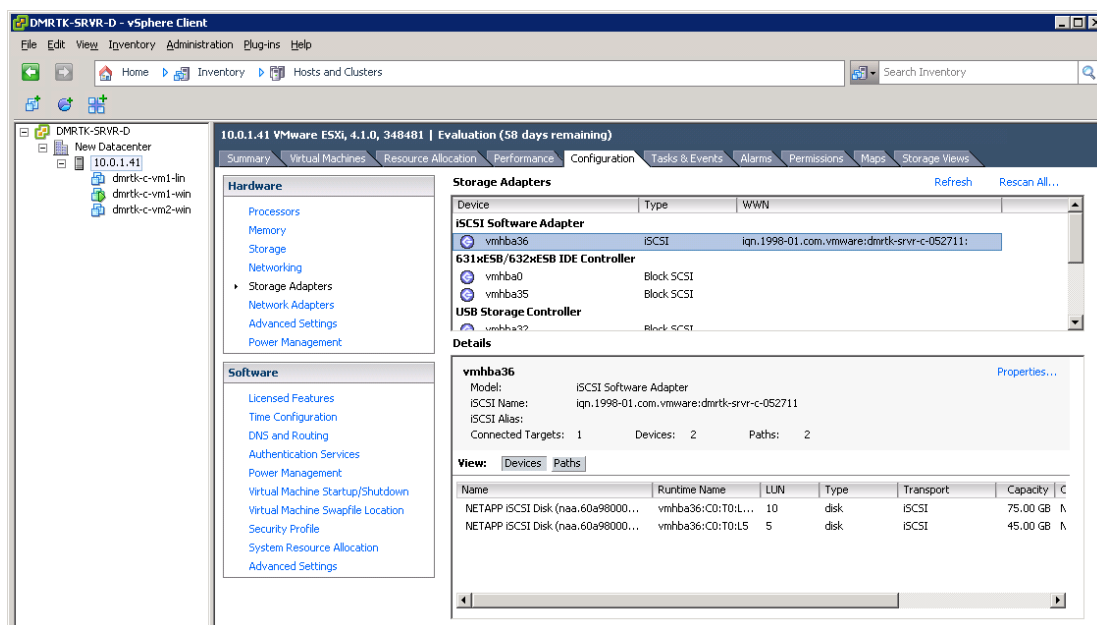 DMRTK-SRVR-D - vSphere Client
File Edit View Inventory Administration Plug-ins Help
Home Inventory Hosts and Clusters Search Inventory
DMRTK-SRVR-D
New Datacenter
10.0.1.41
dmrtk-c-vm1-lin
dmrtk-c-vm1-win
dmrtk-c-vm2-win
10.0.1.41 VMware ESXi, 4.1.0, 348481 | Evaluation (58 days remaining)
Summary Virtual Machines Resource Allocation Performance Configuration Tasks & Events Alarms Permissions Maps Storage Views
Hardware
Processors
Memory
Storage
Networking
Storage Adapters
Network Adapters
Advanced Settings
Power Management
Software
Licensed Features
Time Configuration
DNS and Routing
Authentication Services
Power Management
Virtual Machine Startup/Shutdown
Virtual Machine Swapfile Location
Security Profile
System Resource Allocation
Advanced Settings
Storage Adapters Refresh Rescan All...
Device Type WWN
iSCSI Software Adapter
vmhba36 iSCSI iqn.1998-01.com.vmware:dmrtk-srvr-c-052711:
631xESB/632xESB IDE Controller
vmhba0 Block SCSI
vmhba35 Block SCSI
USB Storage Controller
vmhba32 Block SCSI
Details
vmhba36 Properties...
Model: iSCSI Software Adapter
iSCSI Name: iqn.1998-01.com.vmware:dmrtk-srvr-c-052711
iSCSI Alias:
Connected Targets: 1 Devices: 2 Paths: 2
View: Devices Paths
Name Runtime Name LUN Type Transport Capacity
NETAPP iSCSI Disk (naa.60a98000... vmhba36:C0:T0:L... 10 disk iSCSI 75.00 GB N
NETAPP iSCSI Disk (naa.60a98000... vmhba36:C0:T0:L5 5 disk iSCSI 45.00 GB N